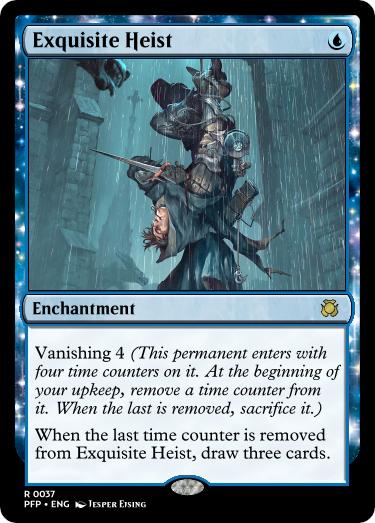 Exquisite Heist
Enchantment
Vanishing 4 (This permanent enters with
four time counters on it. At the beginning of
your upkeep, remove a time counter from
it. When the last is removed, sacrifice it.)
When the last time counter is removed
from Exquisite Heist, draw three cards.
R 0037
PFP • ENG Jesper Ejsing